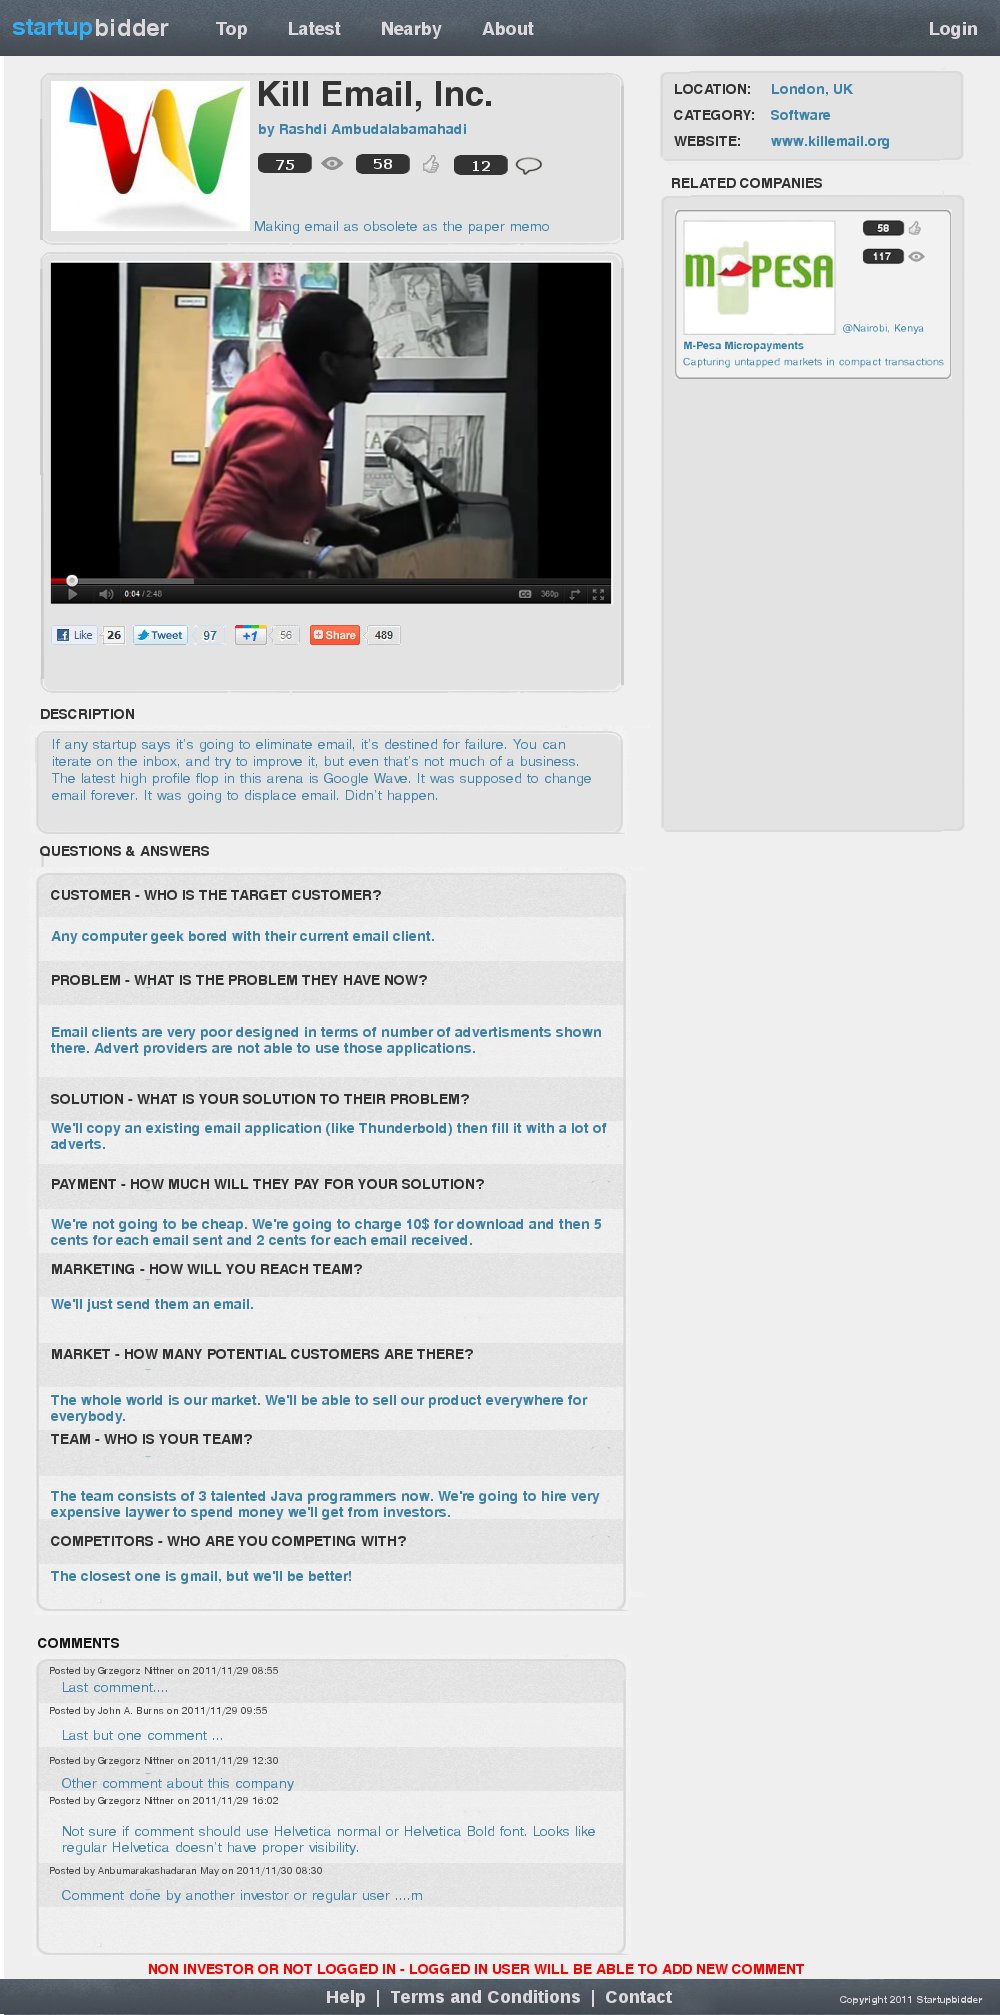 startupbidder Top Latest Nearby About Login
Kill Email, Inc.
by Rashdi Ambudalabamahadi
75 58 12
Making email as obsolete as the paper memo
LOCATION: London, UK
CATEGORY: Software
WEBSITE: www.killemail.org
RELATED COMPANIES
58
117
M-PESA
@Nairobi, Kenya
M-Pesa Micropayments
Capturing untapped markets in compact transactions
0:04 / 2:48 CC 360p
Like 26 Tweet 97 +1 56 Share 489
DESCRIPTION
If any startup says it's going to eliminate email, it's destined for failure. You can
iterate on the inbox, and try to improve it, but even that's not much of a business.
The latest high profile flop in this arena is Google Wave. It was supposed to change
email forever. It was going to displace email. Didn't happen.
QUESTIONS & ANSWERS
CUSTOMER - WHO IS THE TARGET CUSTOMER?
Any computer geek bored with their current email client.
PROBLEM - WHAT IS THE PROBLEM THEY HAVE NOW?
Email clients are very poor designed in terms of number of advertisments shown
there. Advert providers are not able to use those applications.
SOLUTION - WHAT IS YOUR SOLUTION TO THEIR PROBLEM?
We'll copy an existing email application (like Thunderbold) then fill it with a lot of
adverts.
PAYMENT - HOW MUCH WILL THEY PAY FOR YOUR SOLUTION?
We're not going to be cheap. We're going to charge 10$ for download and then 5
cents for each email sent and 2 cents for each email received.
MARKETING - HOW WILL YOU REACH TEAM?
We'll just send them an email.
MARKET - HOW MANY POTENTIAL CUSTOMERS ARE THERE?
The whole world is our market. We'll be able to sell our product everywhere for
everybody.
TEAM - WHO IS YOUR TEAM?
The team consists of 3 talented Java programmers now. We're going to hire very
expensive laywer to spend money we'll get from investors.
COMPETITORS - WHO ARE YOU COMPETING WITH?
The closest one is gmail, but we'll be better!
COMMENTS
Posted by Grzegorz Nittner on 2011/11/29 08:55
Last comment....
Posted by John A. Burns on 2011/11/29 09:55
Last but one comment ...
Posted by Grzegorz Nittner on 2011/11/29 12:30
Other comment about this company
Posted by Grzegorz Nittner on 2011/11/29 16:02
Not sure if comment should use Helvetica normal or Helvetica Bold font. Looks like
regular Helvetica doesn't have proper visibility.
Posted by Anbumarakashadaran May on 2011/11/30 08:30
Comment done by another investor or regular user ....m
NON INVESTOR OR NOT LOGGED IN - LOGGED IN USER WILL BE ABLE TO ADD NEW COMMENT
Help | Terms and Conditions | Contact
Copyright 2011 Startupbidder